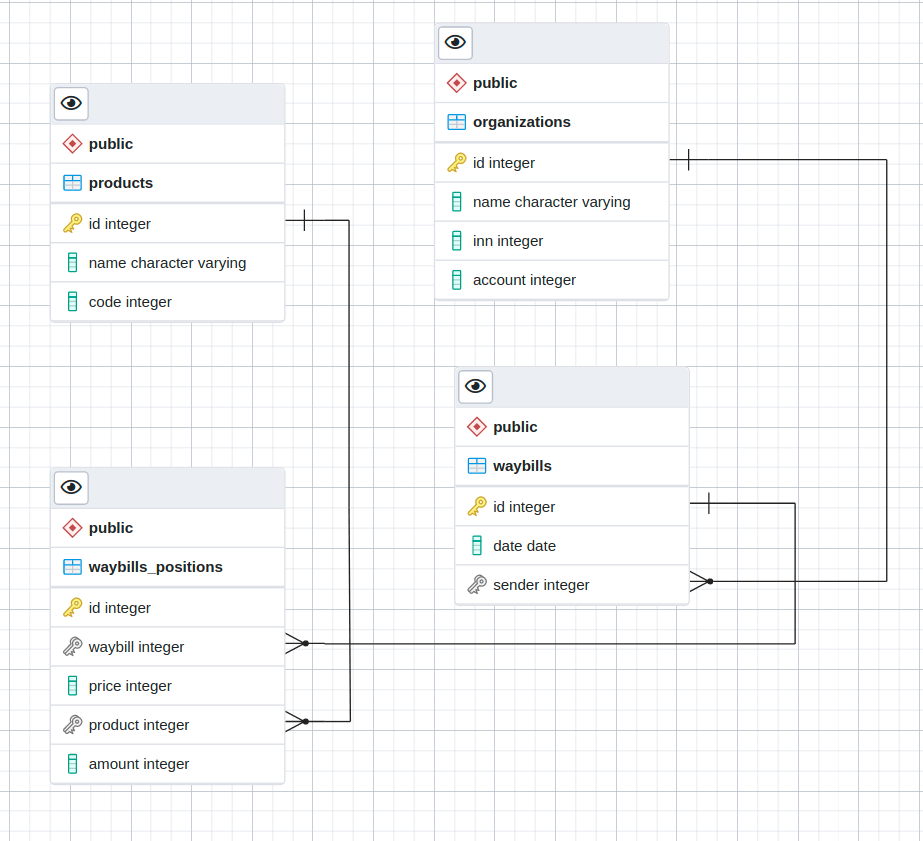 public
products
id integer
name character varying
code integer
public
organizations
id integer
name character varying
inn integer
account integer
public
waybills_positions
id integer
waybill integer
price integer
product integer
amount integer
public
waybills
id integer
date date
sender integer